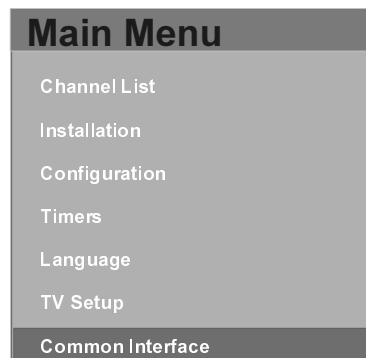 Main Menu
Channel List
Installation
Configuration
Timers
Language
TV Setup
Common Interface